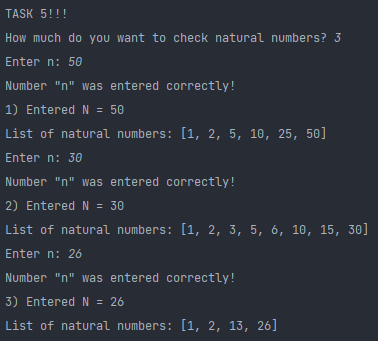 TASK 5!!!
How much do you want to check natural numbers? 3
Enter n: 50
Number "n" was entered correctly!
1) Entered N = 50
List of natural numbers: [1, 2, 5, 10, 25, 50]
Enter n: 30
Number "n" was entered correctly!
2) Entered N = 30
List of natural numbers: [1, 2, 3, 5, 6, 10, 15, 30]
Enter n: 26
Number "n" was entered correctly!
3) Entered N = 26
List of natural numbers: [1, 2, 13, 26]